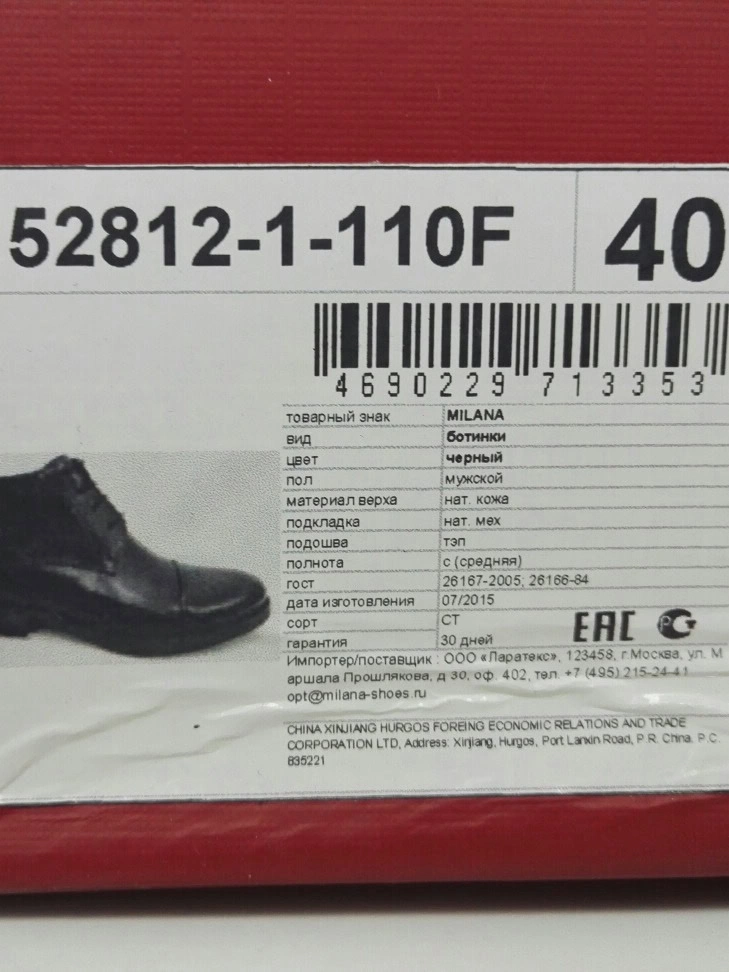 52812-1-110F 40
4690229 713353
товарный знак MILANA
вид ботинки
цвет черный
пол мужской
материал верха нат. кожа
подкладка нат. мех
подошва тэп
полнота с (средняя)
гост 26167-2005; 26166-84
дата изготовления 07/2015
сорт СТ
гарантия 30 дней
ЕАС РСТ
Импортер/поставщик : ООО «Паратекс», 123458, г.Москва, ул. М
аршала Прошлякова, д 30, оф. 402, тел. +7 (495) 215-24-41
opt@milana-shoes.ru
CHINA XINJIANG HURGOS FOREING ECONOMIC RELATIONS AND TRADE
CORPORATION LTD, Address: Xinjiang, Hurgos, Port Lanxin Road, P.R. China, P.C.
835221